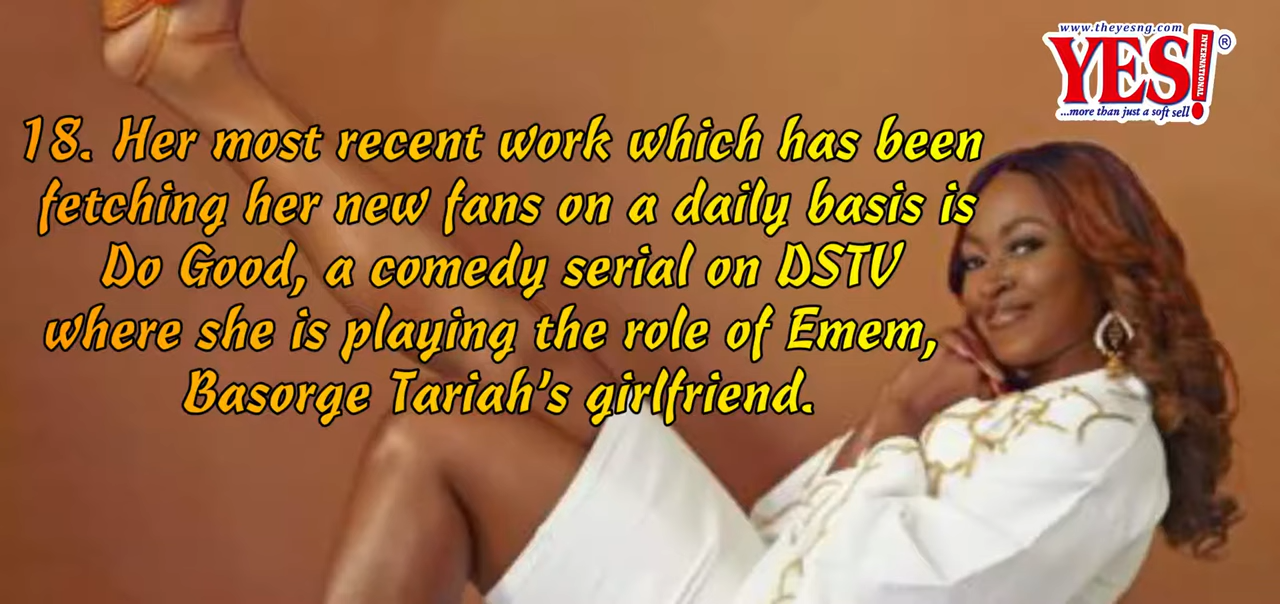 www.theyesng.com
YES!
INTERNATIONAL
®
...more than just a soft sell
18. Her most recent work which has been
fetching her new fans on a daily basis is
Do Good, a comedy serial on DSTV
where she is playing the role of Emem,
Basorge Tariah's girlfriend.